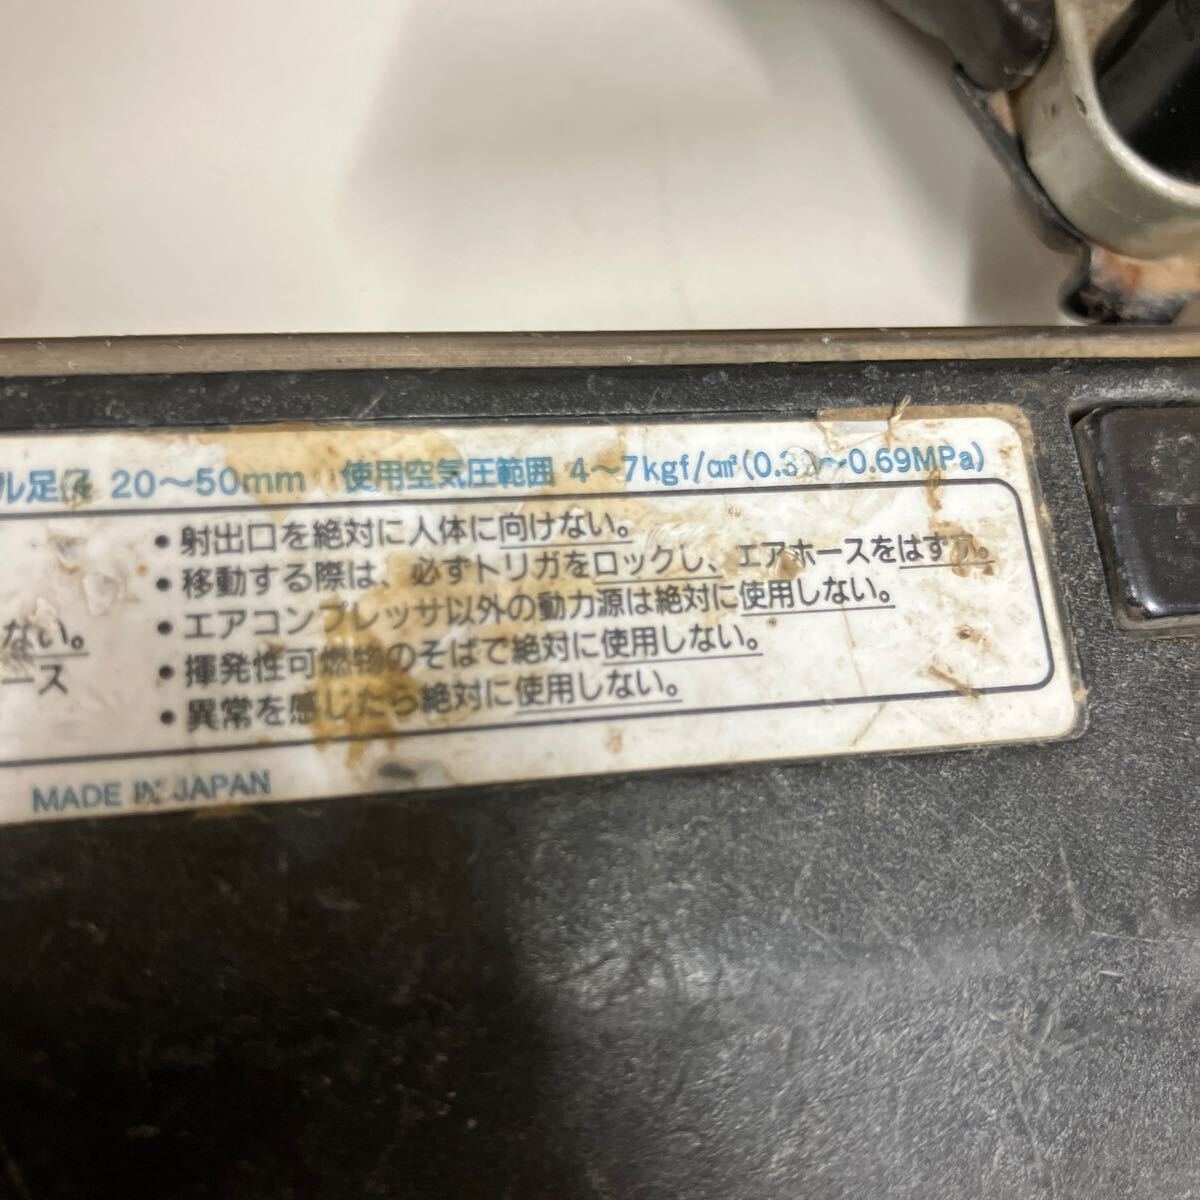 ル足 20～50mm 使用空気圧範囲 4～7kgf/c㎡(0.3 ～0.69MPa)
•射出口を絶対に人体に向けない。
•移動する際は、必ずトリガをロックし、エアホースをはずす。
•エアコンプレッサ以外の動力源は絶対に使用しない。
ない。
•揮発性可燃物のそばで絶対に使用しない。
ース
•異常を感じたら絶対に使用しない。
MADE IN JAPAN